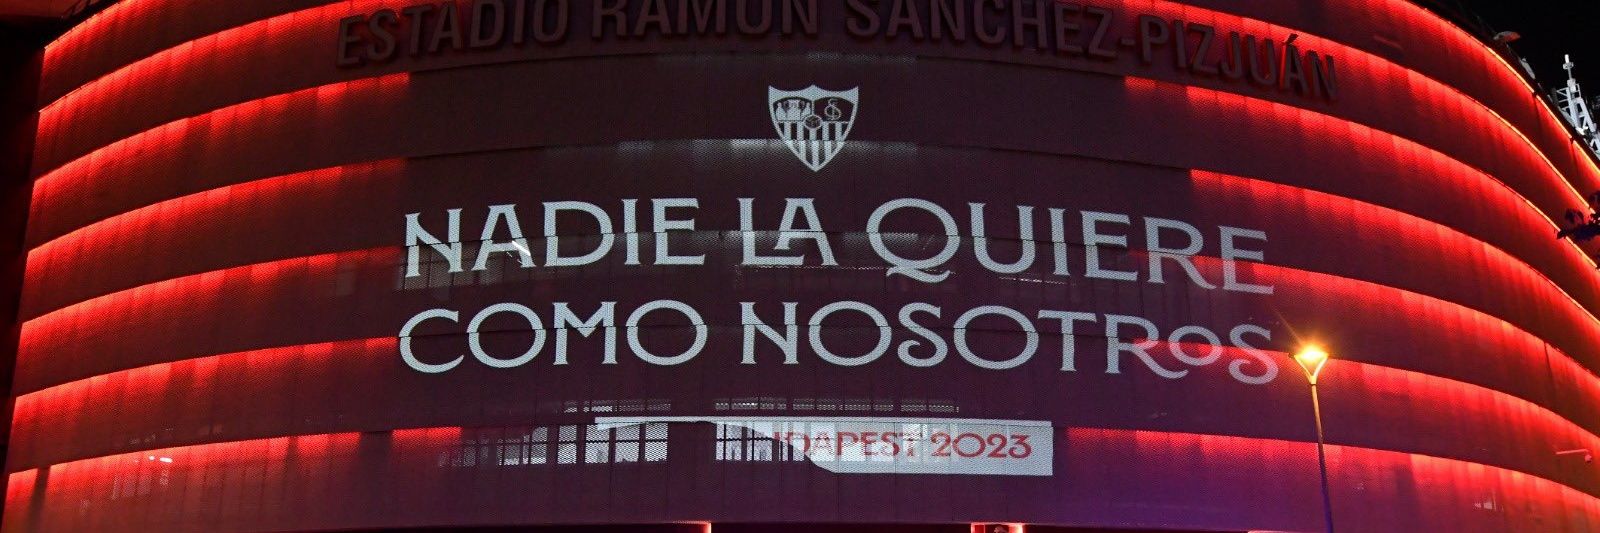 ESTADIO RAMÓN SÁNCHEZ-PIZJUÁN
NADIE LA QUIERE
COMO NOSOTROS
DAPEST 2023